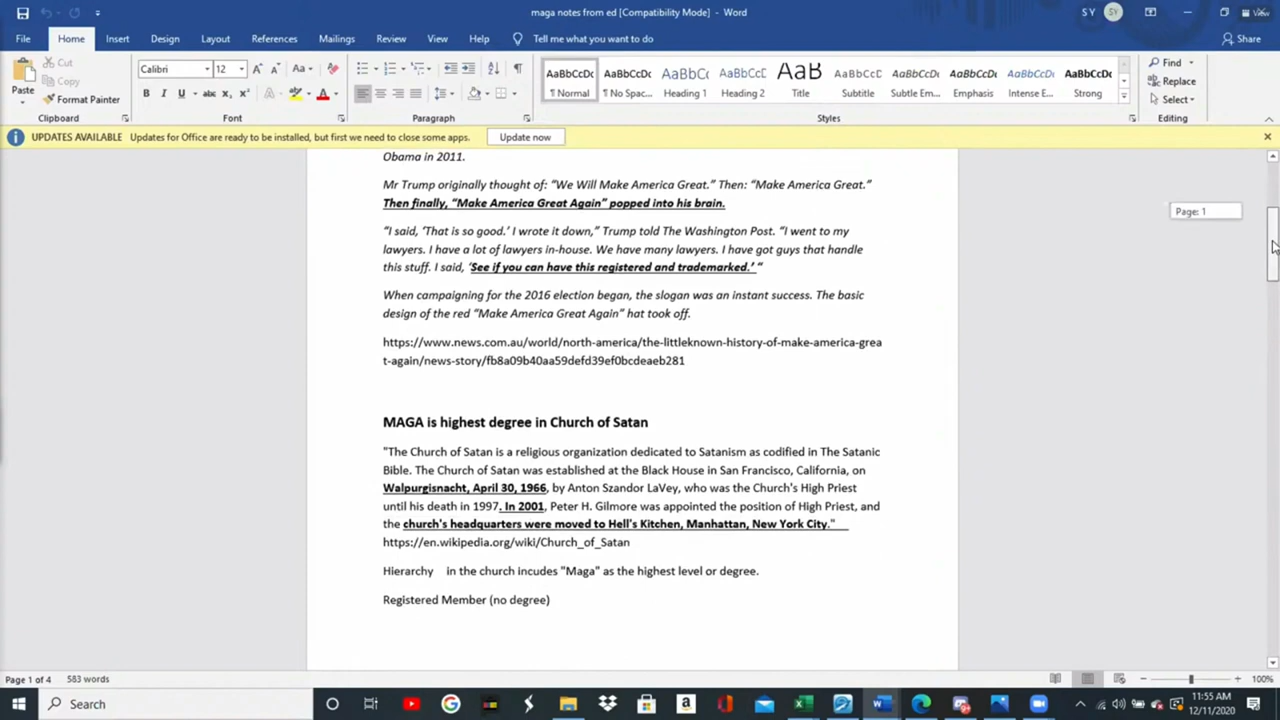 maga notes from ed [Compatibility Mode] - Word
S Y
SY
View
File
Home
Insert
Design
Layout
References
Mailings
Review
View
Help
Tell me what you want to do
Share
Paste
Cut
Copy
Format Painter
Clipboard
Calibri
12
Font
Paragraph
AaBbCcDc
¶ Normal
AaBbCcDc
¶ No Spac...
AaBbC
Heading 1
AaBbCcD
Heading 2
AaB
Title
AaBbCcD
Subtitle
AaBbCcDc
Subtle Em...
AaBbCcDc
Emphasis
AaBbCcDc
Intense E...
AaBbCcDc
Strong
Styles
Find
Replace
Select
Editing
UPDATES AVAILABLE Updates for Office are ready to be installed, but first we need to close some apps.
Update now
Obama in 2011.
Mr Trump originally thought of: “We Will Make America Great.” Then: “Make America Great.”
Then finally, “Make America Great Again” popped into his brain.
Page: 1
“I said, ‘That is so good.’ I wrote it down,” Trump told The Washington Post. “I went to my
lawyers. I have a lot of lawyers in-house. We have many lawyers. I have got guys that handle
this stuff. I said, ‘See if you can have this registered and trademarked.’ “
When campaigning for the 2016 election began, the slogan was an instant success. The basic
design of the red “Make America Great Again” hat took off.
https://www.news.com.au/world/north-america/the-littleknown-history-of-make-america-grea
t-again/news-story/fb8a09b40aa59defd39ef0bcdeaeb281
MAGA is highest degree in Church of Satan
"The Church of Satan is a religious organization dedicated to Satanism as codified in The Satanic
Bible. The Church of Satan was established at the Black House in San Francisco, California, on
Walpurgisnacht, April 30, 1966, by Anton Szandor LaVey, who was the Church's High Priest
until his death in 1997. In 2001, Peter H. Gilmore was appointed the position of High Priest, and
the church's headquarters were moved to Hell's Kitchen, Manhattan, New York City."
https://en.wikipedia.org/wiki/Church_of_Satan
Hierarchy in the church incudes "Maga" as the highest level or degree.
Registered Member (no degree)
Page 1 of 4
583 words
100%
Search
11:55 AM
12/11/2020